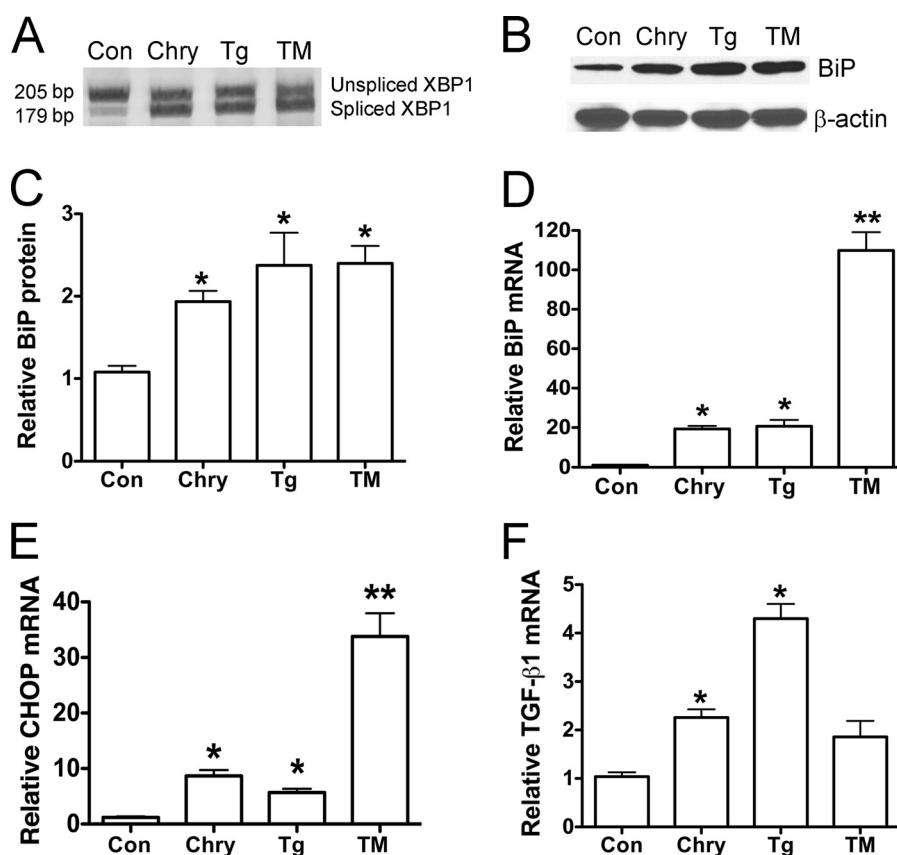 A
Con Chry Tg TM
205 bp
179 bp
Unspliced XBP1
Spliced XBP1
B
Con Chry Tg TM
BiP
β-actin
C
Relative BiP protein
3
2
1
0
*
*
*
Con Chry Tg TM
D
Relative BiP mRNA
120
100
80
60
40
20
0
*
*
**
Con Chry Tg TM
E
Relative CHOP mRNA
40
30
20
10
0
*
*
**
Con Chry Tg TM
F
Relative TGF-β1 mRNA
5
4
3
2
1
0
*
*
Con Chry Tg TM